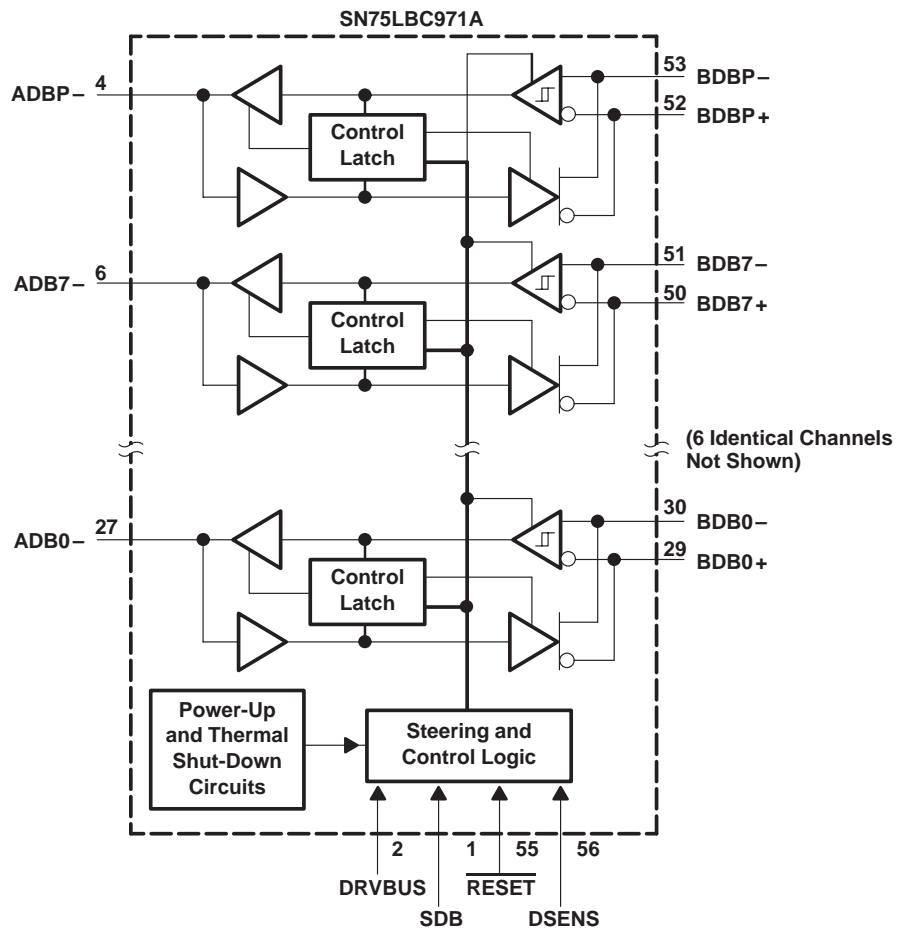 SN75LBC971A
ADBP– 4
53 BDBP–
52 BDBP+
Control
Latch
ADB7– 6
51 BDB7–
50 BDB7+
Control
Latch
(6 Identical Channels
Not Shown)
ADB0– 27
30 BDB0–
29 BDB0+
Control
Latch
Power-Up
and Thermal
Shut-Down
Circuits
Steering and
Control Logic
2 1 55 56
DRVBUS RESET
SDB DSENS